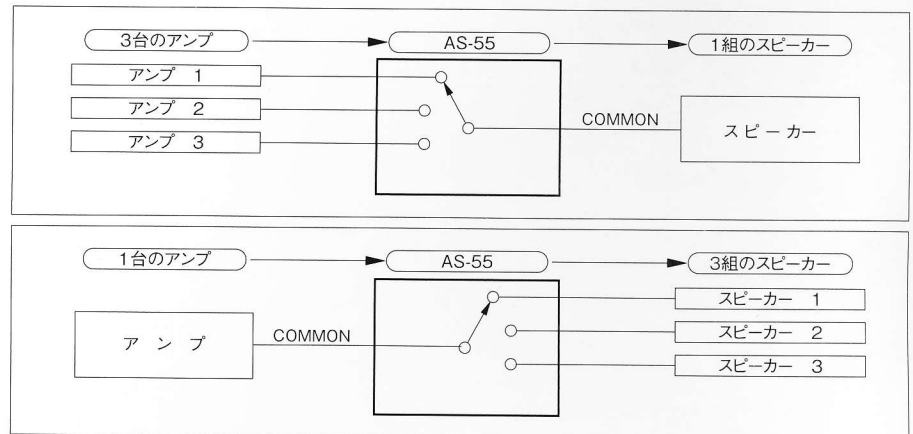 3台のアンプ AS-55 1組のスピーカー
アンプ 1
アンプ 2
アンプ 3
COMMON
スピーカー
1台のアンプ AS-55 3組のスピーカー
スピーカー 1
スピーカー 2
スピーカー 3
アンプ
COMMON